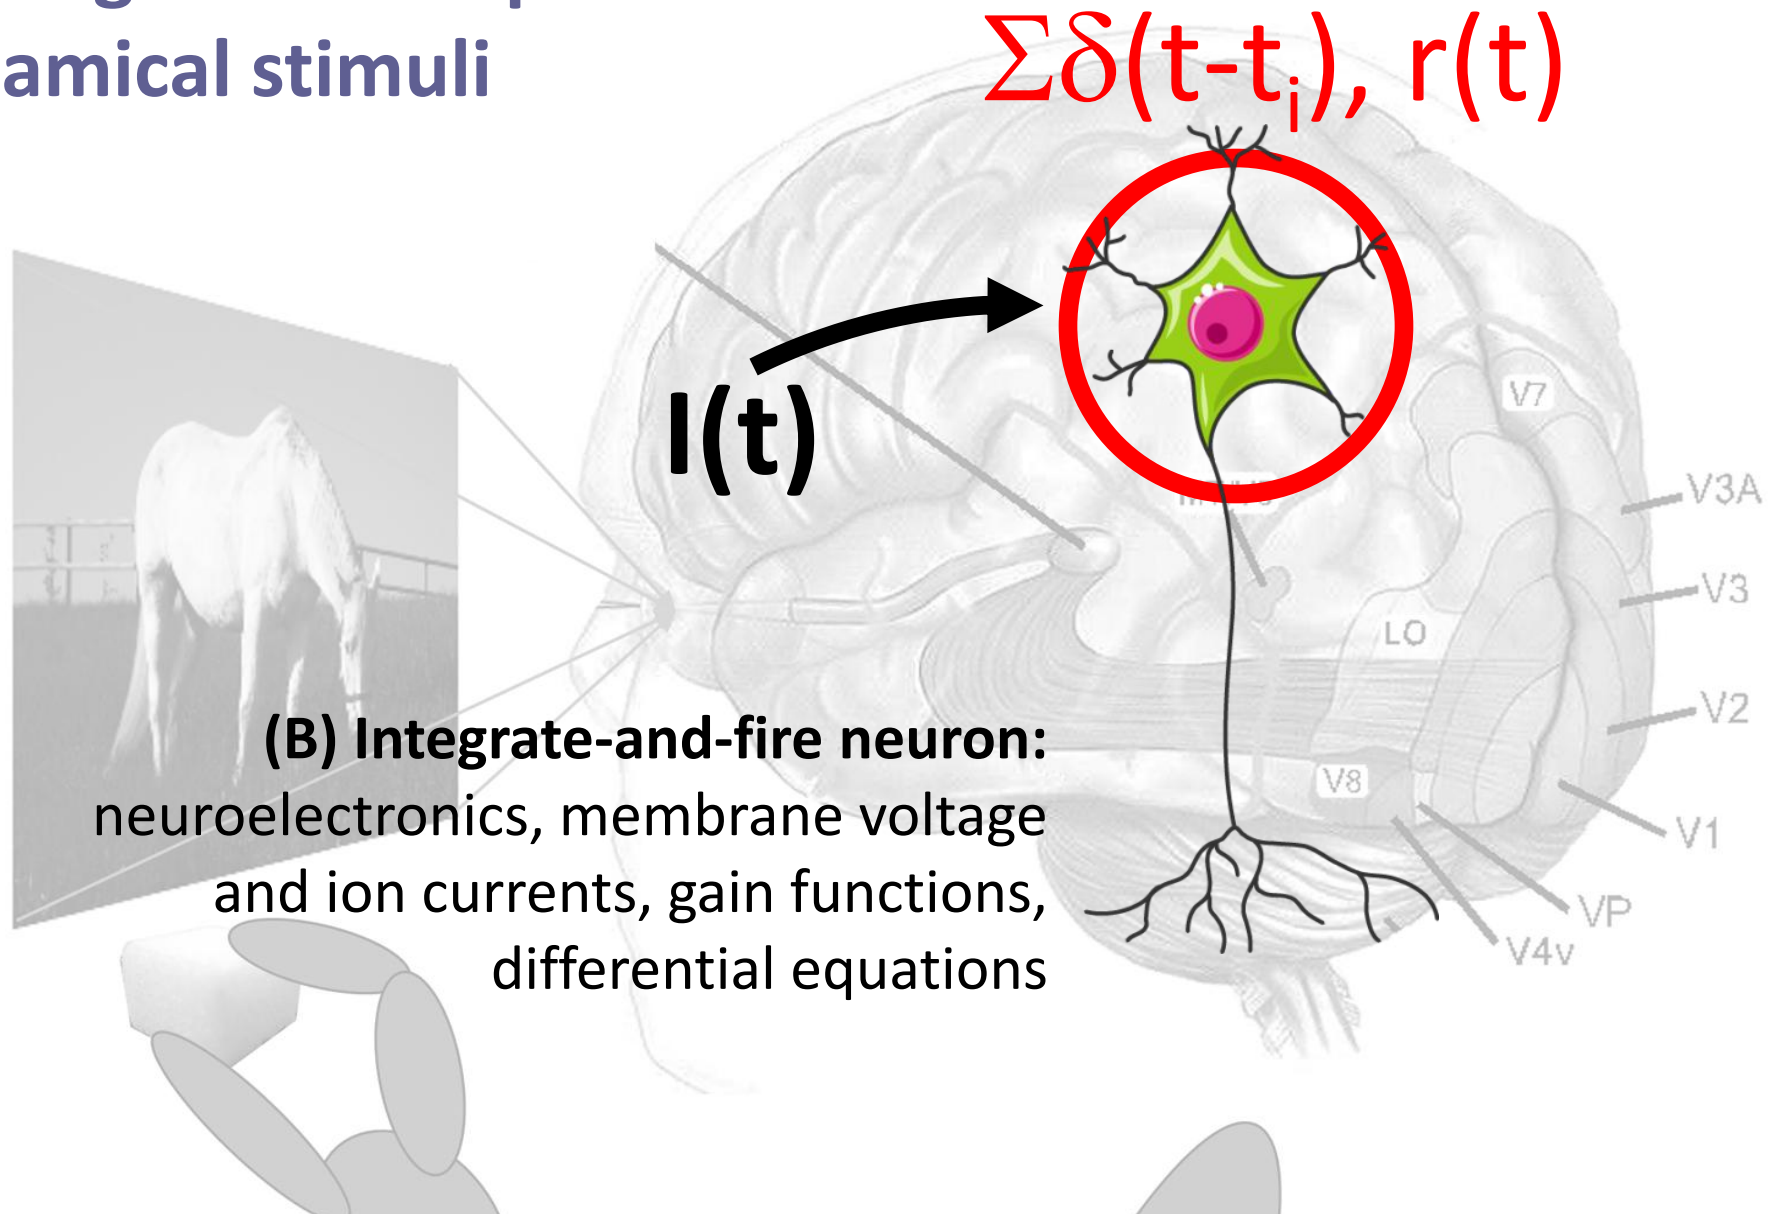 amical stimuli
Σδ(t-tᵢ), r(t)
I(t)
V7
V3A
V3
LO
V2
(B) Integrate-and-fire neuron:
V8
neuroelectronics, membrane voltage
V1
and ion currents, gain functions,
VP
V4v
differential equations